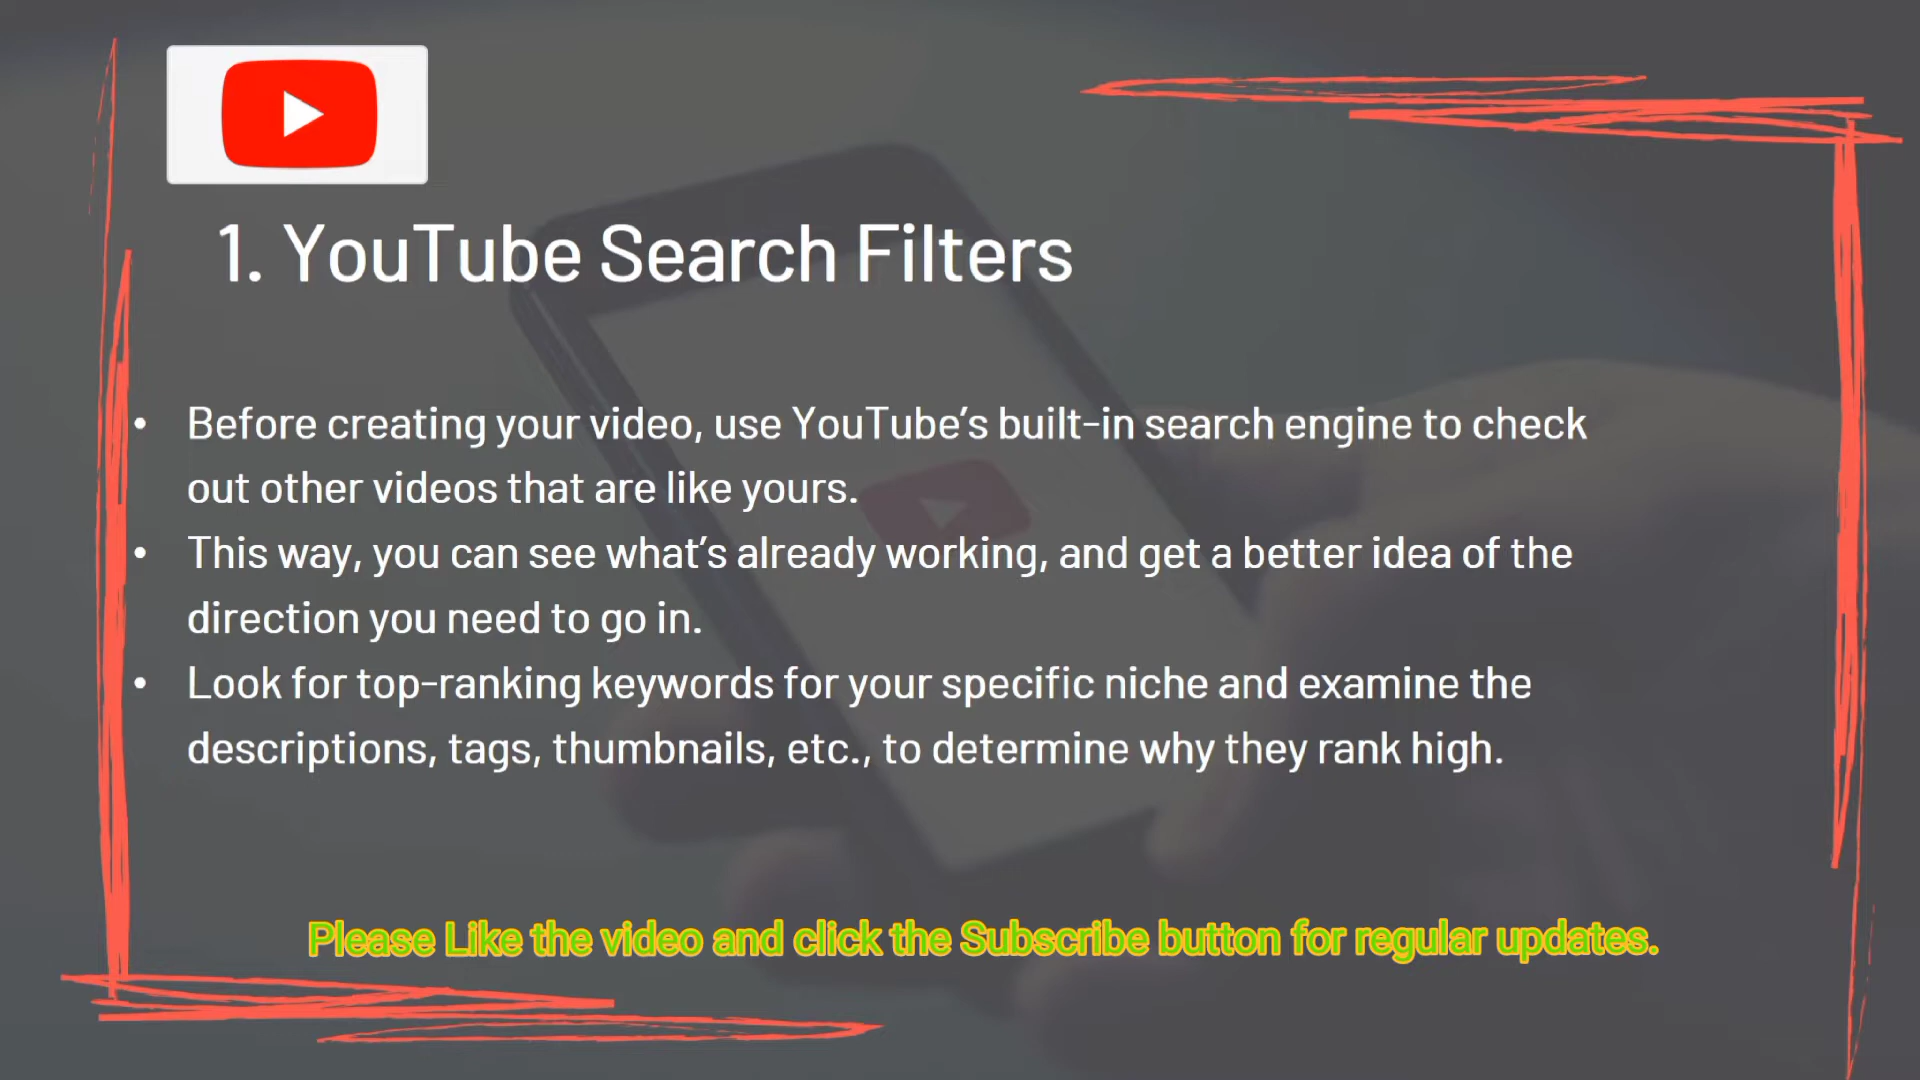 1. YouTube Search Filters
• Before creating your video, use YouTube’s built-in search engine to check
out other videos that are like yours.
• This way, you can see what’s already working, and get a better idea of the
direction you need to go in.
• Look for top-ranking keywords for your specific niche and examine the
descriptions, tags, thumbnails, etc., to determine why they rank high.
Please Like the video and click the Subscribe button for regular updates.